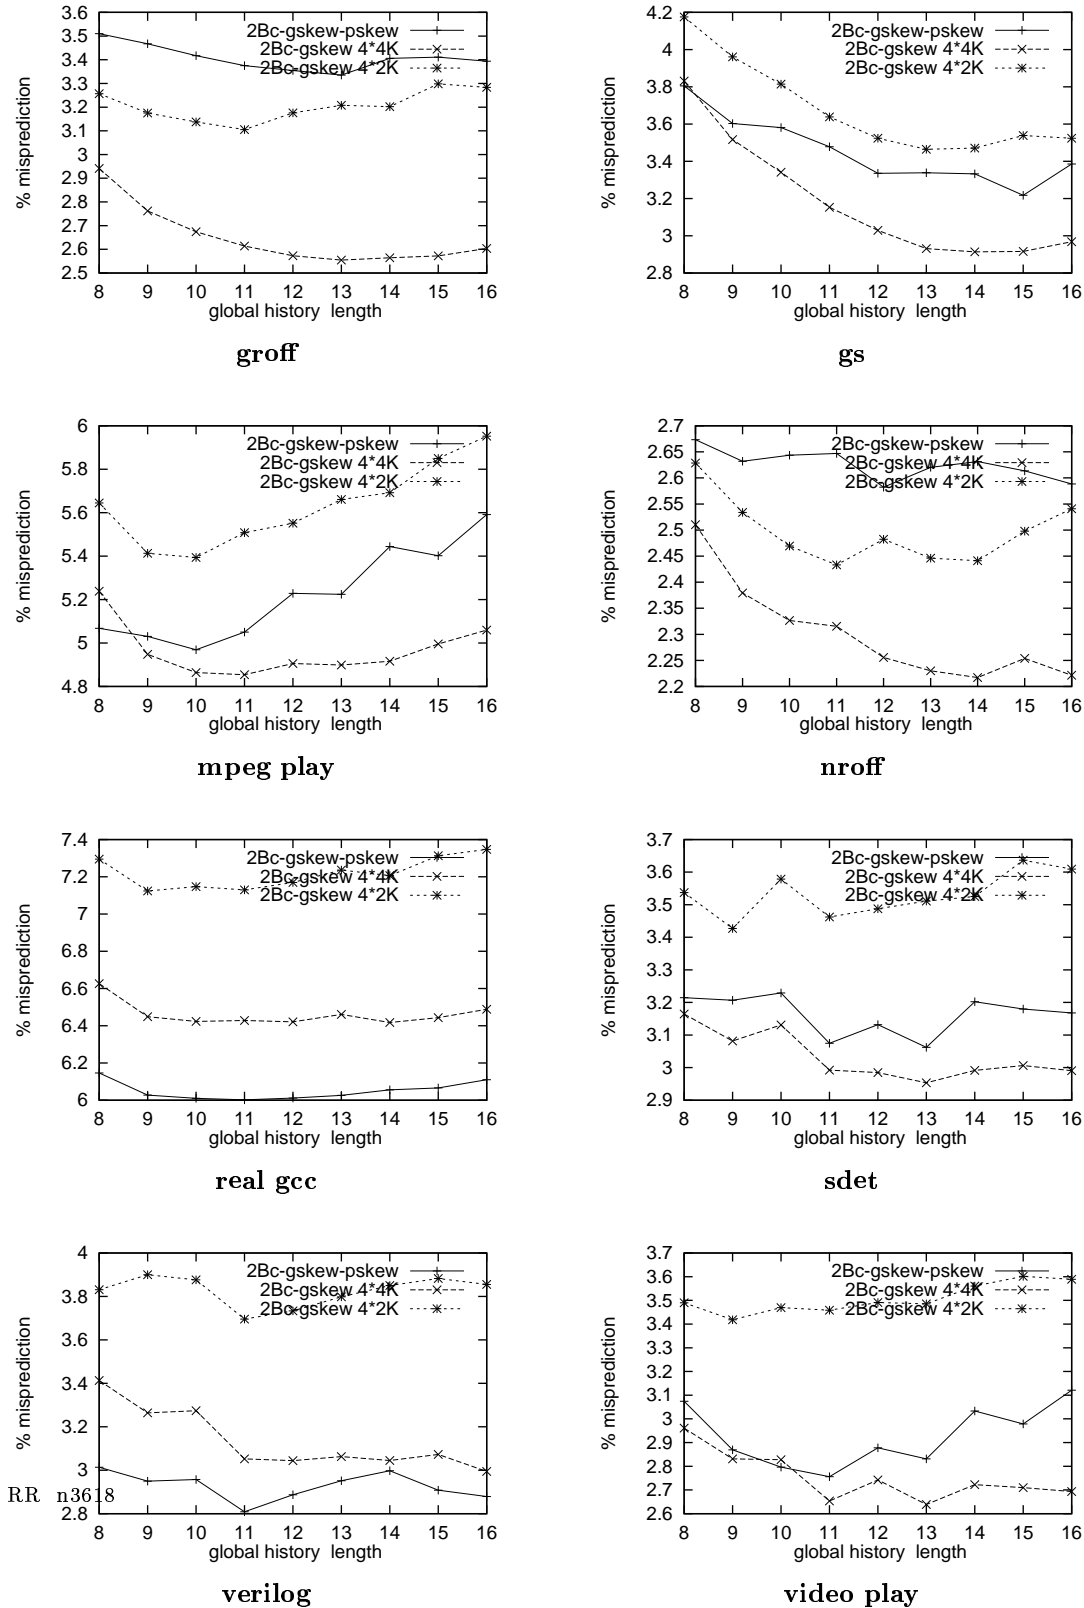 3.6
3.5
3.4
3.3
3.2
3.1
3
2.9
2.8
2.7
2.6
2.5
8 9 10 11 12 13 14 15 16
% misprediction
global history length
2Bc-gskew-pskew
2Bc-gskew 4*4K
2Bc-gskew 4*2K
groff
4.2
4
3.8
3.6
3.4
3.2
3
2.8
8 9 10 11 12 13 14 15 16
% misprediction
global history length
2Bc-gskew-pskew
2Bc-gskew 4*4K
2Bc-gskew 4*2K
gs
6
5.8
5.6
5.4
5.2
5
4.8
8 9 10 11 12 13 14 15 16
% misprediction
global history length
2Bc-gskew-pskew
2Bc-gskew 4*4K
2Bc-gskew 4*2K
mpeg play
2.7
2.65
2.6
2.55
2.5
2.45
2.4
2.35
2.3
2.25
2.2
8 9 10 11 12 13 14 15 16
% misprediction
global history length
2Bc-gskew-pskew
2Bc-gskew 4*4K
2Bc-gskew 4*2K
nroff
7.4
7.2
7
6.8
6.6
6.4
6.2
6
8 9 10 11 12 13 14 15 16
% misprediction
global history length
2Bc-gskew-pskew
2Bc-gskew 4*4K
2Bc-gskew 4*2K
real gcc
3.7
3.6
3.5
3.4
3.3
3.2
3.1
3
2.9
8 9 10 11 12 13 14 15 16
% misprediction
global history length
2Bc-gskew-pskew
2Bc-gskew 4*4K
2Bc-gskew 4*2K
sdet
4
3.8
3.6
3.4
3.2
3
2.8
8 9 10 11 12 13 14 15 16
% misprediction
global history length
2Bc-gskew-pskew
2Bc-gskew 4*4K
2Bc-gskew 4*2K
verilog
3.7
3.6
3.5
3.4
3.3
3.2
3.1
3
2.9
2.8
2.7
2.6
8 9 10 11 12 13 14 15 16
% misprediction
global history length
2Bc-gskew-pskew
2Bc-gskew 4*4K
2Bc-gskew 4*2K
video play
RR n3618